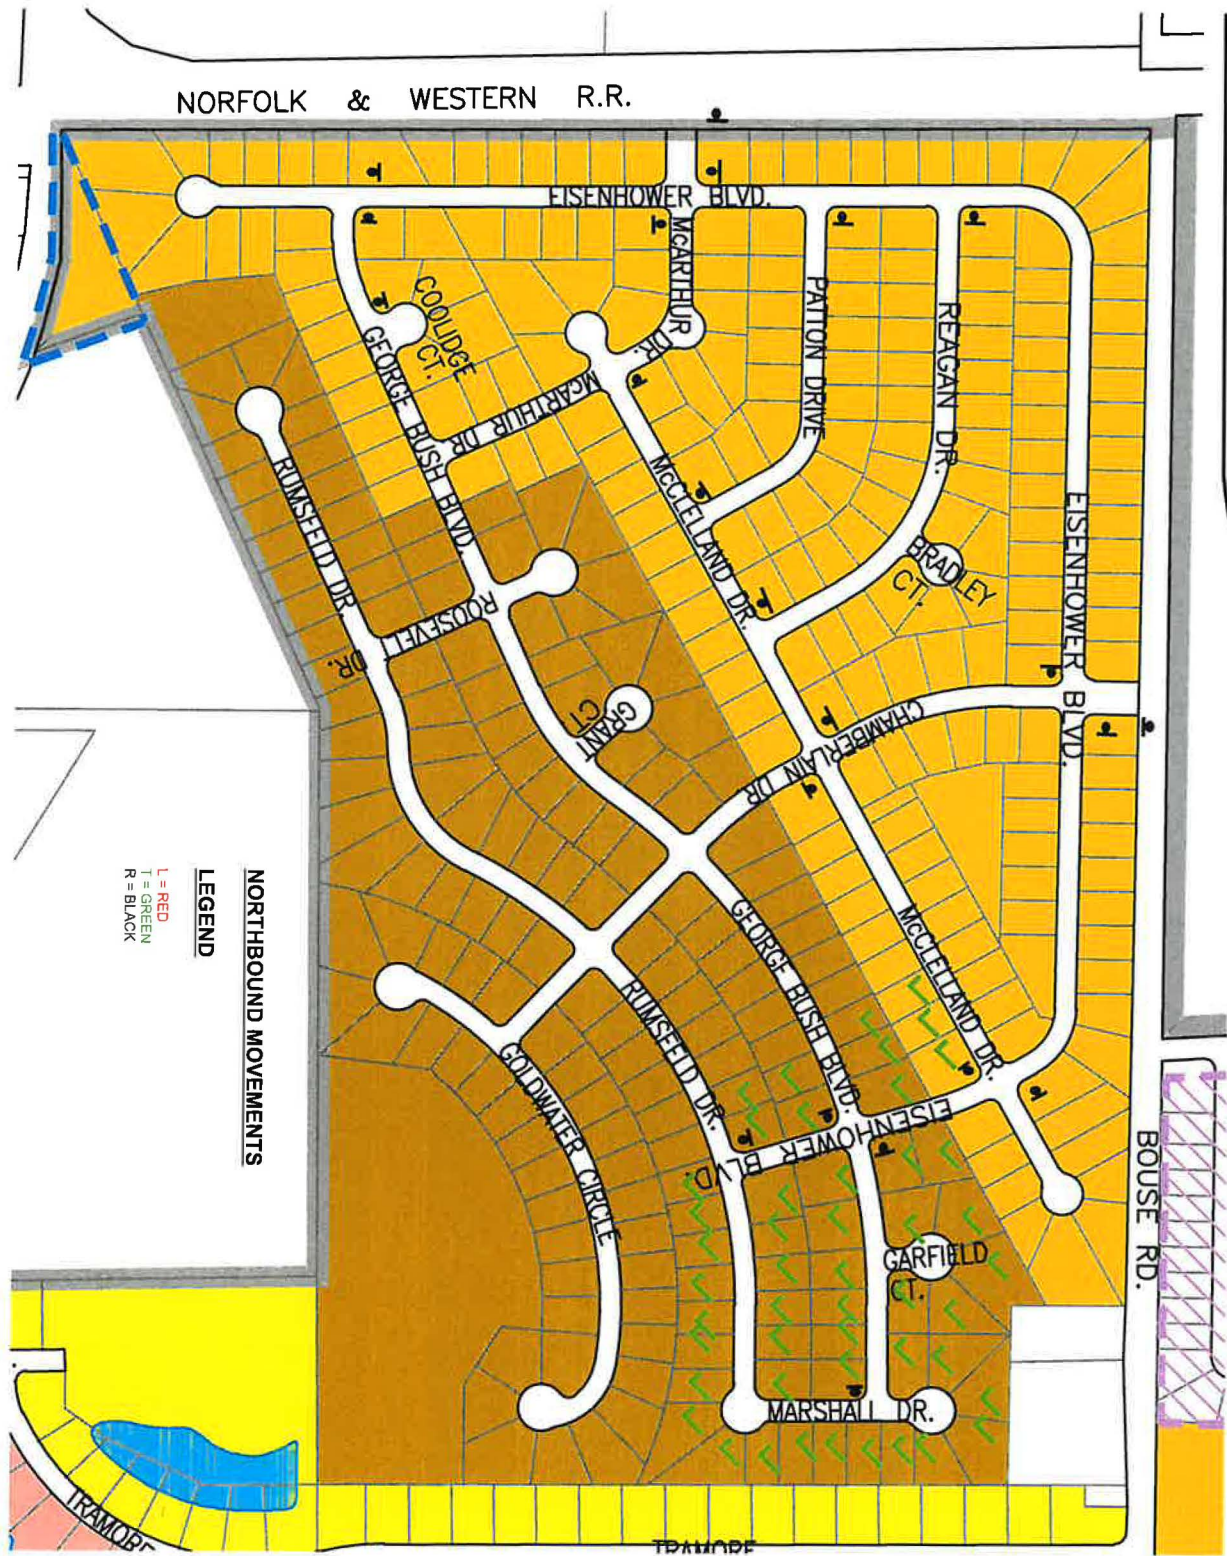 NORFOLK & WESTERN R.R.
EISENHOWER BLVD.
McARTHUR DR.
PATTON DRIVE
REAGAN DR.
COOLIDGE
CT.
GEORGE BUSH BLVD.
McARTHUR DR
McCLELLAND DR.
EISENHOWER BLVD.
BRADLEY
CT.
RUMSFELD DR.
ROOSEVELT
DR.
GRANT
CT.
CHAMBERLAIN DR
GEORGE BUSH BLVD.
McCLELLAND DR.
RUMSFELD DR.
EISENHOWER BLVD.
GOLDWATER CIRCLE
GARFIELD
CT.
MARSHALL DR.
BOUSE RD.
NORTHBOUND MOVEMENTS
LEGEND
L = RED
T = GREEN
R = BLACK
TRAMORE
TRAMORE